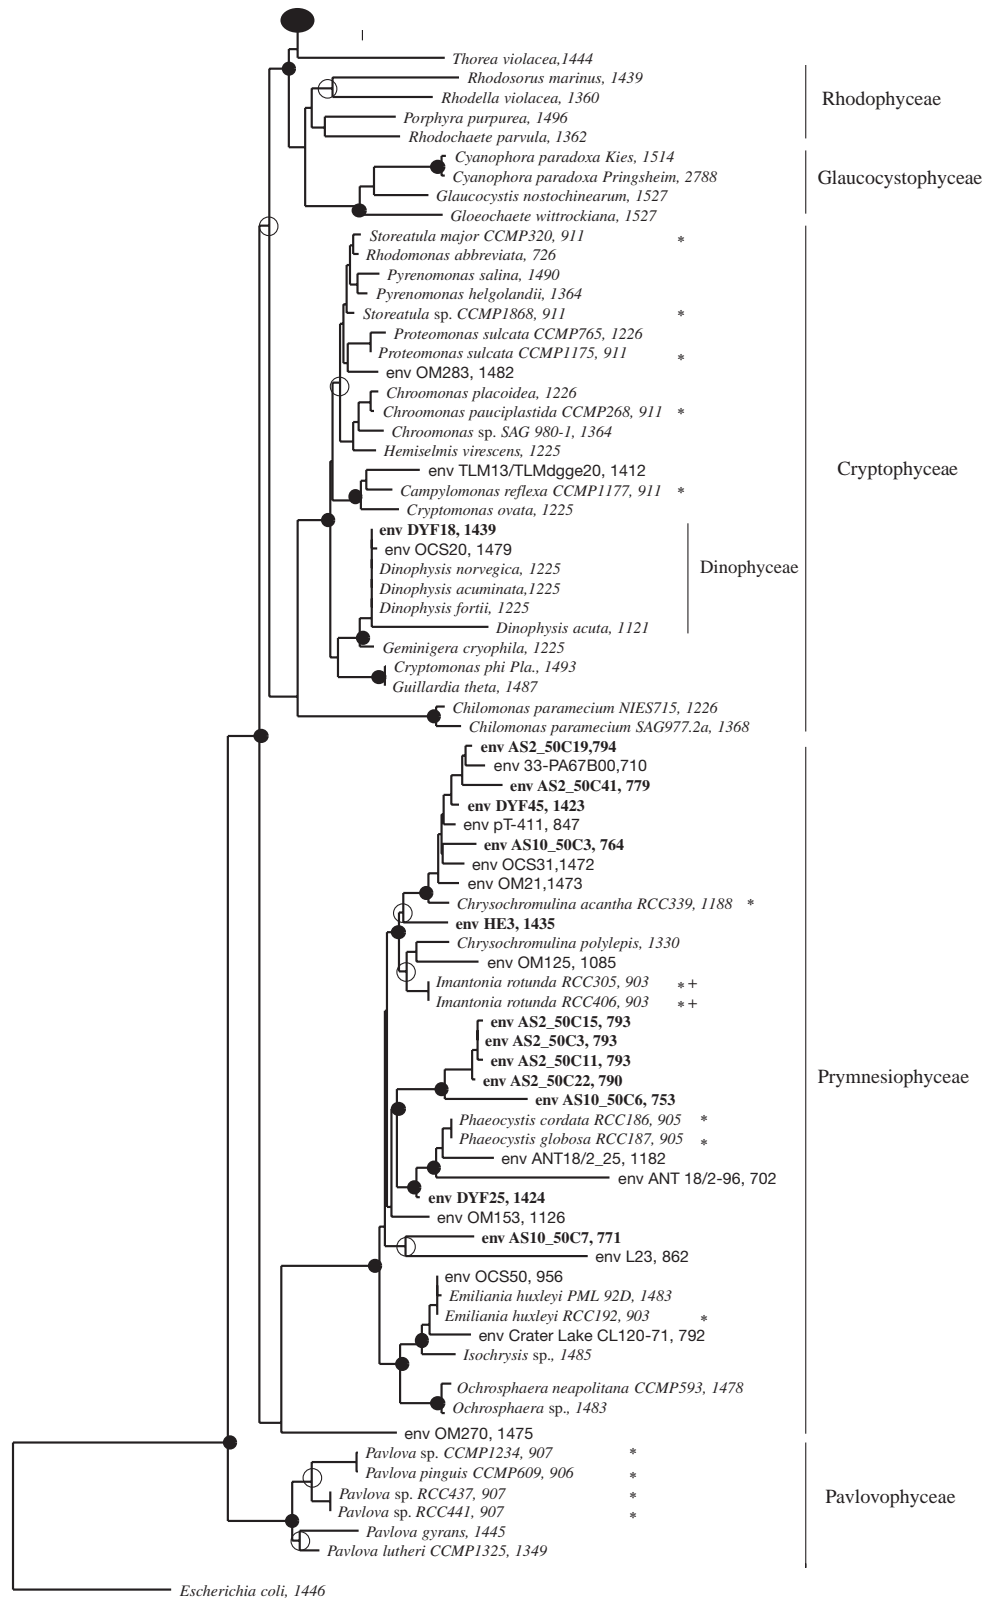 Thorea violacea,1444
Rhodosorus marinus, 1439
Rhodella violacea, 1360
Rhodophyceae
Porphyra purpurea, 1496
Rhodochaete parvula, 1362
Cyanophora paradoxa Kies, 1514
Cyanophora paradoxa Pringsheim, 2788
Glaucocystophyceae
Glaucocystis nostochinearum, 1527
Gloeochaete wittrockiana, 1527
Storeatula major CCMP320, 911 *
Rhodomonas abbreviata, 726
Pyrenomonas salina, 1490
Pyrenomonas helgolandii, 1364
Storeatula sp. CCMP1868, 911 *
Proteomonas sulcata CCMP765, 1226
Proteomonas sulcata CCMP1175, 911 *
env OM283, 1482
Chroomonas placoidea, 1226
Chroomonas pauciplastida CCMP268, 911 *
Chroomonas sp. SAG 980-1, 1364
Hemiselmis virescens, 1225
Cryptophyceae
env TLM13/TLMdgge20, 1412
Campylomonas reflexa CCMP1177, 911 *
Cryptomonas ovata, 1225
env DYF18, 1439
env OCS20, 1479
Dinophysis norvegica, 1225
Dinophyceae
Dinophysis acuminata,1225
Dinophysis fortii, 1225
Dinophysis acuta, 1121
Geminigera cryophila, 1225
Cryptomonas phi Pla., 1493
Guillardia theta, 1487
Chilomonas paramecium NIES715, 1226
Chilomonas paramecium SAG977.2a, 1368
env AS2_50C19,794
env 33-PA67B00,710
env AS2_50C41, 779
env DYF45, 1423
env pT-411, 847
env AS10_50C3, 764
env OCS31,1472
env OM21,1473
Chrysochromulina acantha RCC339, 1188 *
env HE3, 1435
Chrysochromulina polylepis, 1330
env OM125, 1085
Imantonia rotunda RCC305, 903 * +
Imantonia rotunda RCC406, 903 * +
env AS2_50C15, 793
env AS2_50C3, 793
env AS2_50C11, 793
Prymnesiophyceae
env AS2_50C22, 790
env AS10_50C6, 753
Phaeocystis cordata RCC186, 905 *
Phaeocystis globosa RCC187, 905 *
env ANT18/2_25, 1182
env ANT 18/2-96, 702
env DYF25, 1424
env OM153, 1126
env AS10_50C7, 771
env L23, 862
env OCS50, 956
Emiliania huxleyi PML 92D, 1483
Emiliania huxleyi RCC192, 903 *
env Crater Lake CL120-71, 792
Isochrysis sp., 1485
Ochrosphaera neapolitana CCMP593, 1478
Ochrosphaera sp., 1483
env OM270, 1475
Pavlova sp. CCMP1234, 907 *
Pavlova pinguis CCMP609, 906 *
Pavlova sp. RCC437, 907 *
Pavlovophyceae
Pavlova sp. RCC441, 907 *
Pavlova gyrans, 1445
Pavlova lutheri CCMP1325, 1349
Escherichia coli, 1446